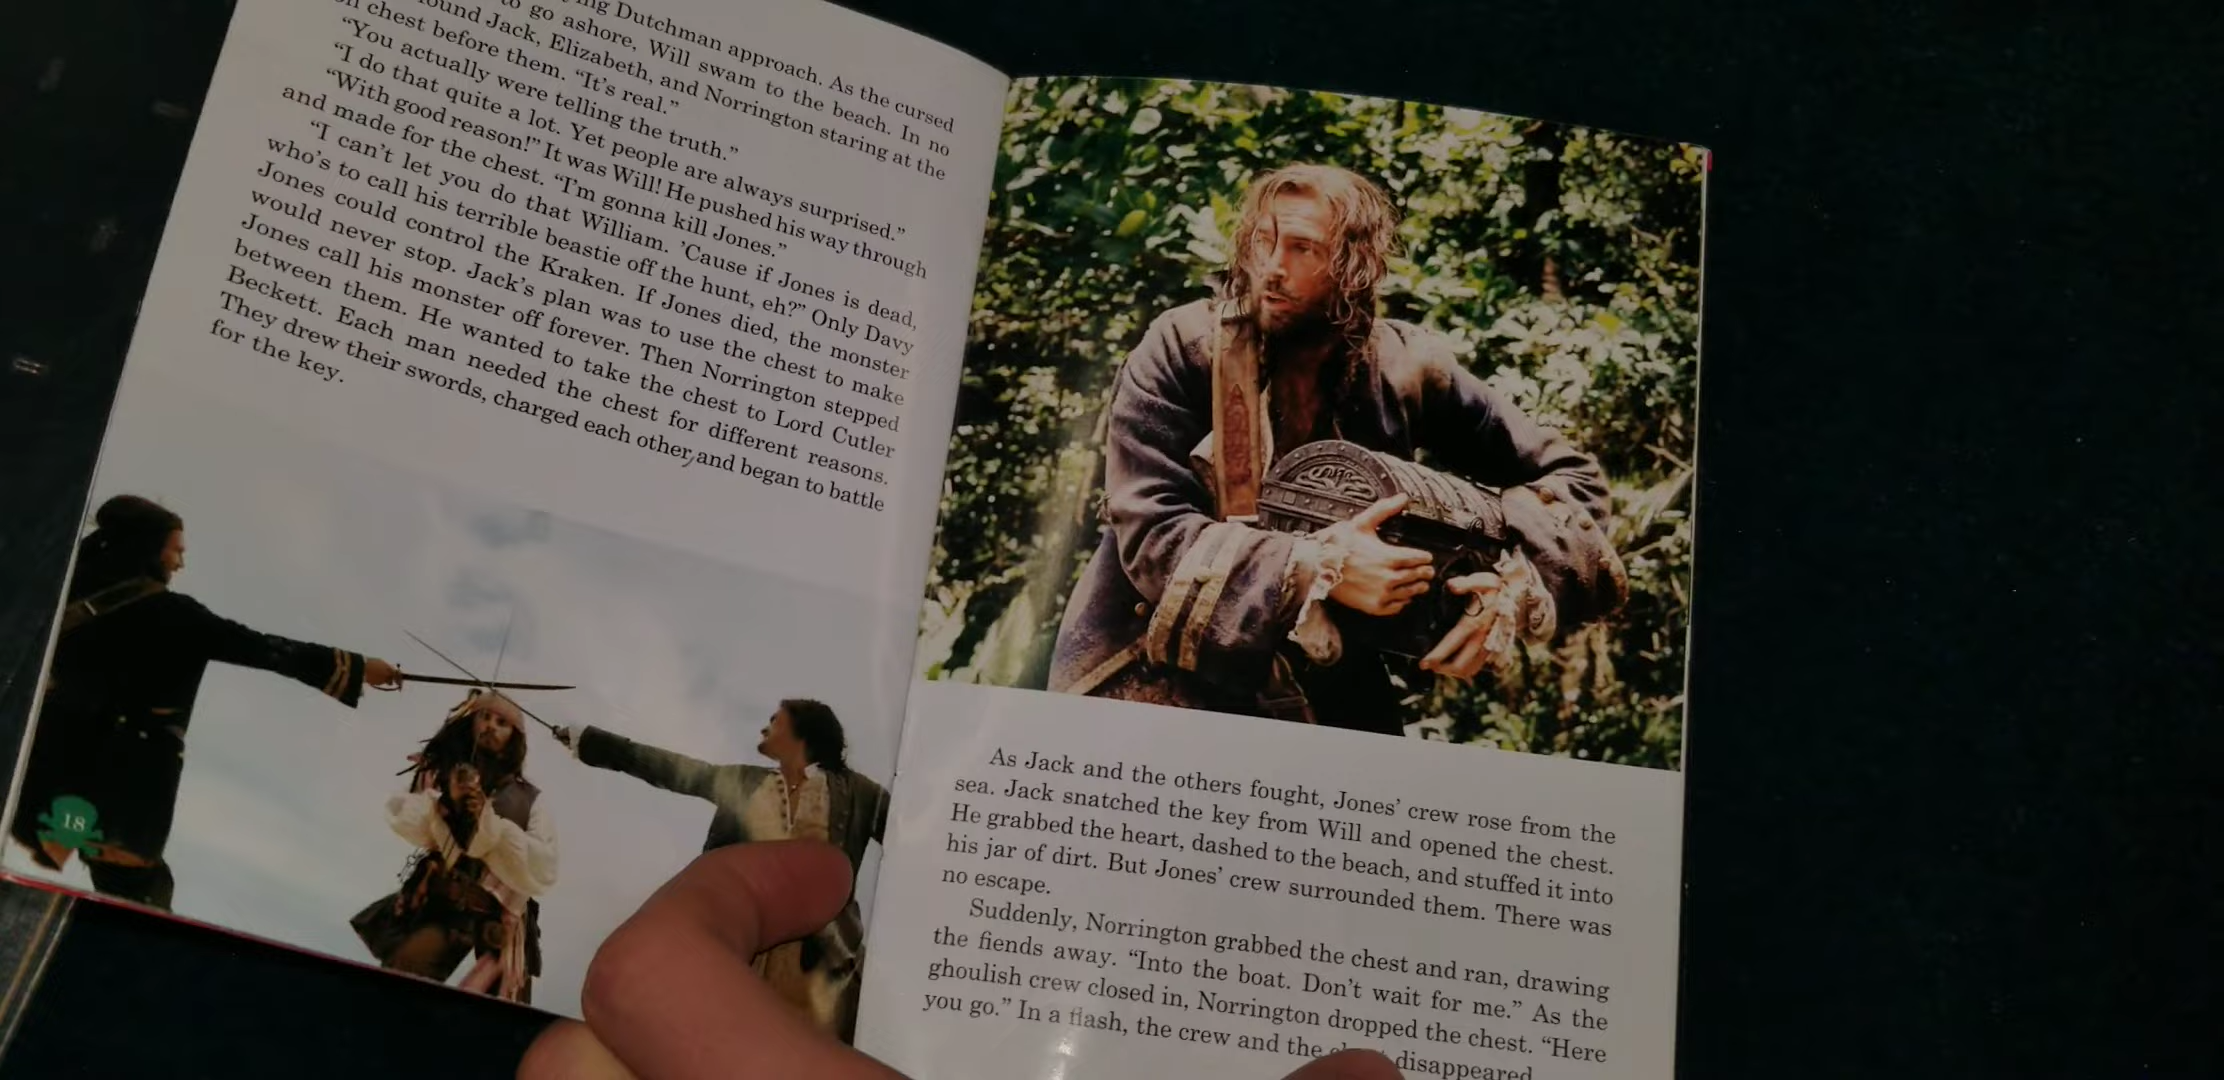 ng Dutchman approach. As the cursed
to go ashore, Will swam to the beach. In no
ound Jack, Elizabeth, and Norrington staring at the
chest before them. “It’s real.”
“You actually were telling the truth.”
“I do that quite a lot. Yet people are always surprised.”
“With good reason!” It was Will! He pushed his way through
and made for the chest. “I’m gonna kill Jones.”
“I can’t let you do that William. ’Cause if Jones is dead,
who’s to call his terrible beastie off the hunt, eh?” Only Davy
Jones could control the Kraken. If Jones died, the monster
would never stop. Jack’s plan was to use the chest to make
Jones call his monster off forever. Then Norrington stepped
between them. He wanted to take the chest to Lord Cutler
Beckett. Each man needed the chest for different reasons.
They drew their swords, charged each other, and began to battle
for the key.
18
As Jack and the others fought, Jones’ crew rose from the
sea. Jack snatched the key from Will and opened the chest.
He grabbed the heart, dashed to the beach, and stuffed it into
his jar of dirt. But Jones’ crew surrounded them. There was
no escape.
Suddenly, Norrington grabbed the chest and ran, drawing
the fiends away. “Into the boat. Don’t wait for me.” As the
ghoulish crew closed in, Norrington dropped the chest. “Here
you go.” In a flash, the crew and the disappeared